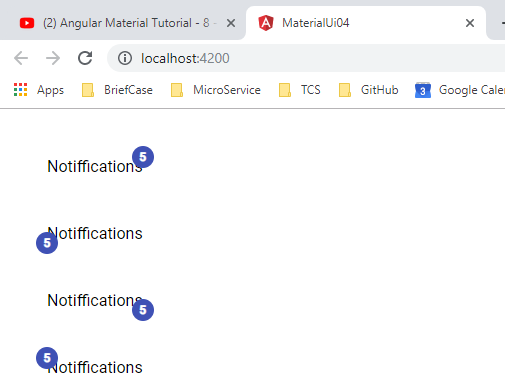 (2) Angular Material Tutorial - 8 -
MaterialUi04
localhost:4200
Apps BriefCase MicroService TCS GitHub 3 Google Caler
Notiffications 5
Notiffications
5
Notiffications
5
5
Notiffications